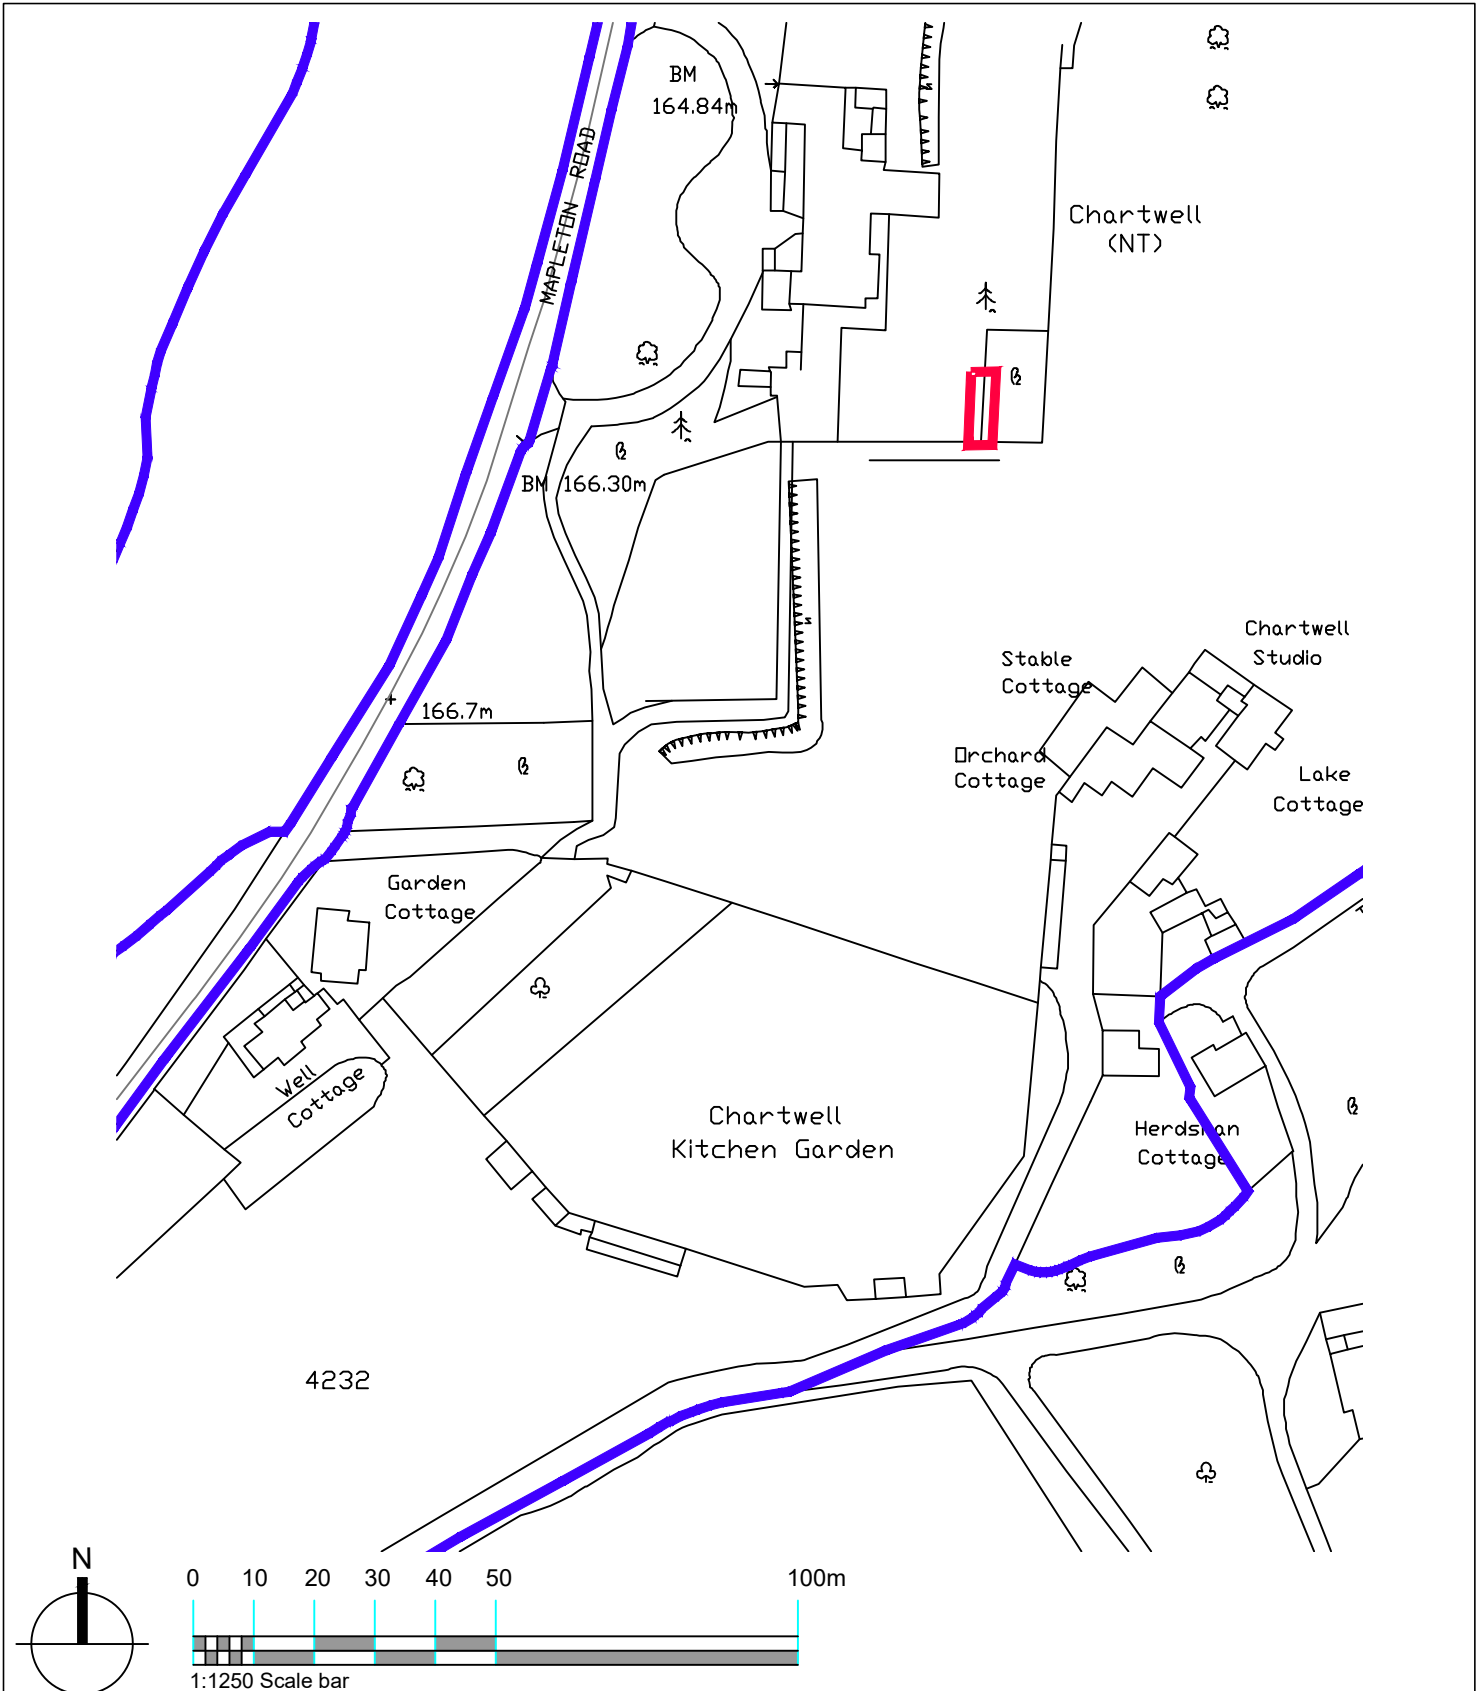 BM
164.84m
MAPLETON ROAD
Chartwell
(NT)
BM 166.30m
Chartwell
Studio
Stable
Cottage
166.7m
Orchard
Cottage
Lake
Cottage
Garden
Cottage
Well
Cottage
Chartwell
Kitchen Garden
Herdsman
Cottage
4232
N
0 10 20 30 40 50 100m
1:1250 Scale bar